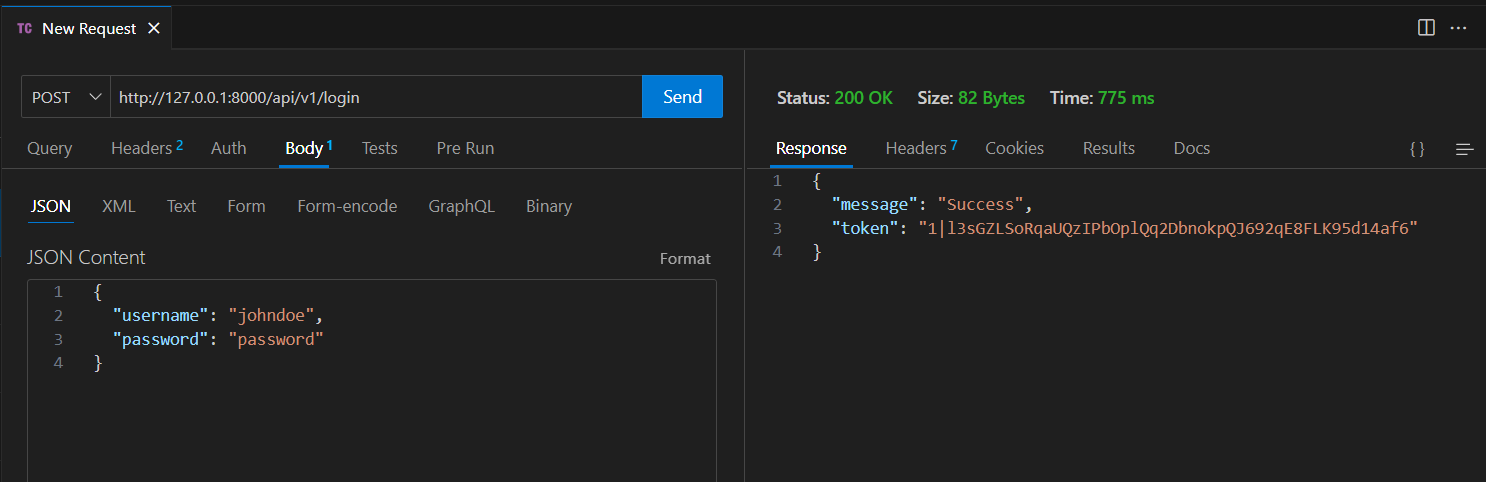 TC New Request
POST http://127.0.0.1:8000/api/v1/login Send
Query Headers 2 Auth Body 1 Tests Pre Run
JSON XML Text Form Form-encode GraphQL Binary
JSON Content Format
1 {
2 "username": "johndoe",
3 "password": "password"
4 }
Status: 200 OK Size: 82 Bytes Time: 775 ms
Response Headers 7 Cookies Results Docs { }
1 {
2 "message": "Success",
3 "token": "1|l3sGZLSoRqaUQzIPbOplQq2DbnokpQJ692qE8FLK95d14af6"
4 }